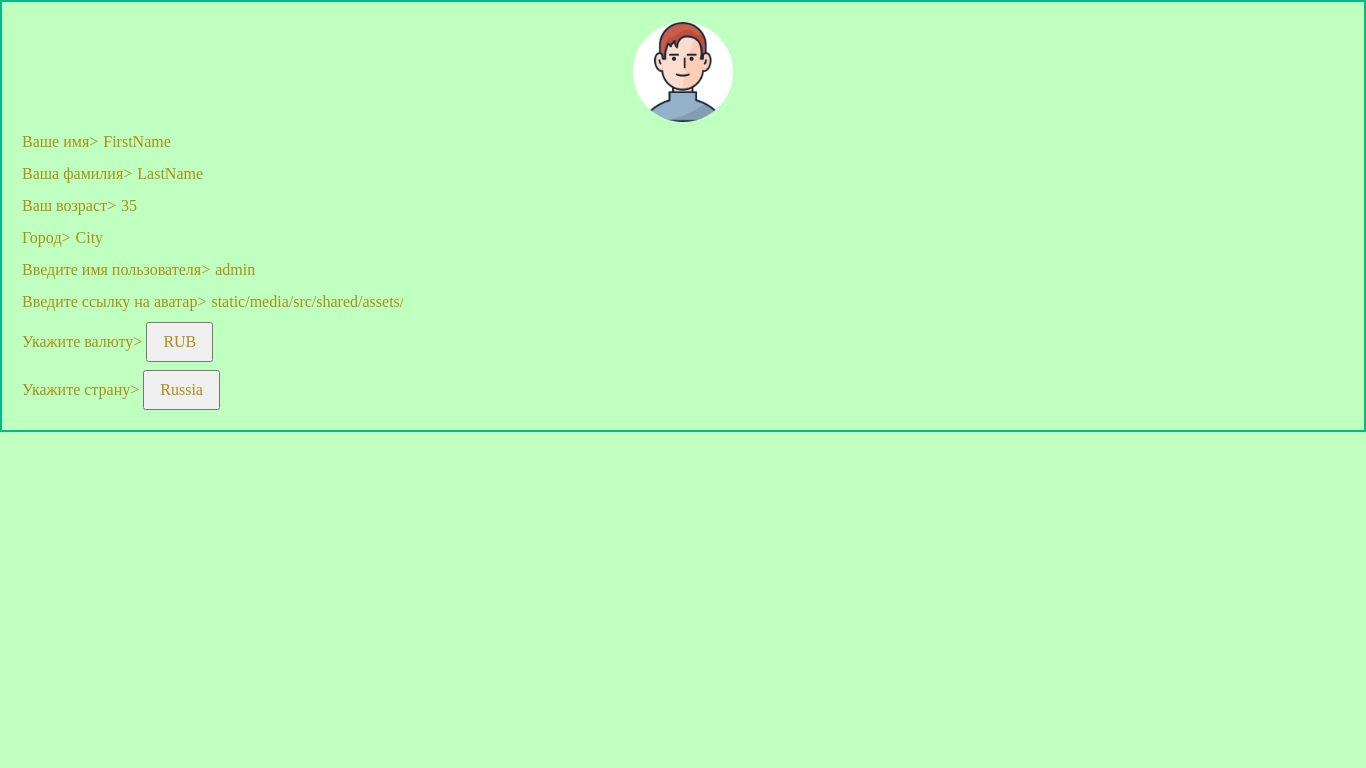 Ваше имя> FirstName
Ваша фамилия> LastName
Ваш возраст> 35
Город> City
Введите имя пользователя> admin
Введите ссылку на аватар> static/media/src/shared/assets/
Укажите валюту> RUB
Укажите страну> Russia